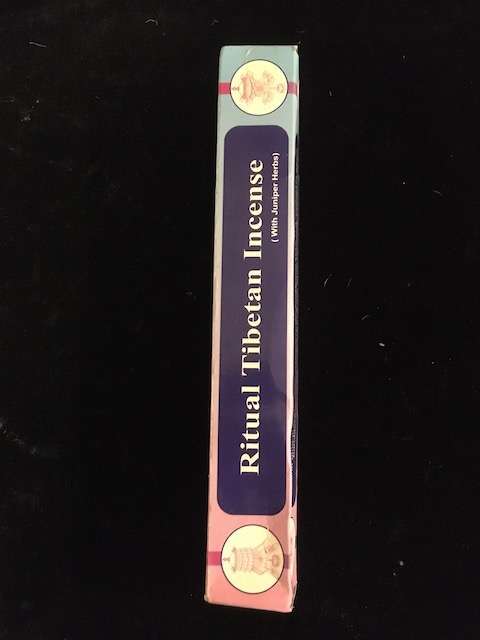 Ritual Tibetan Incense
( With Juniper Herbs)